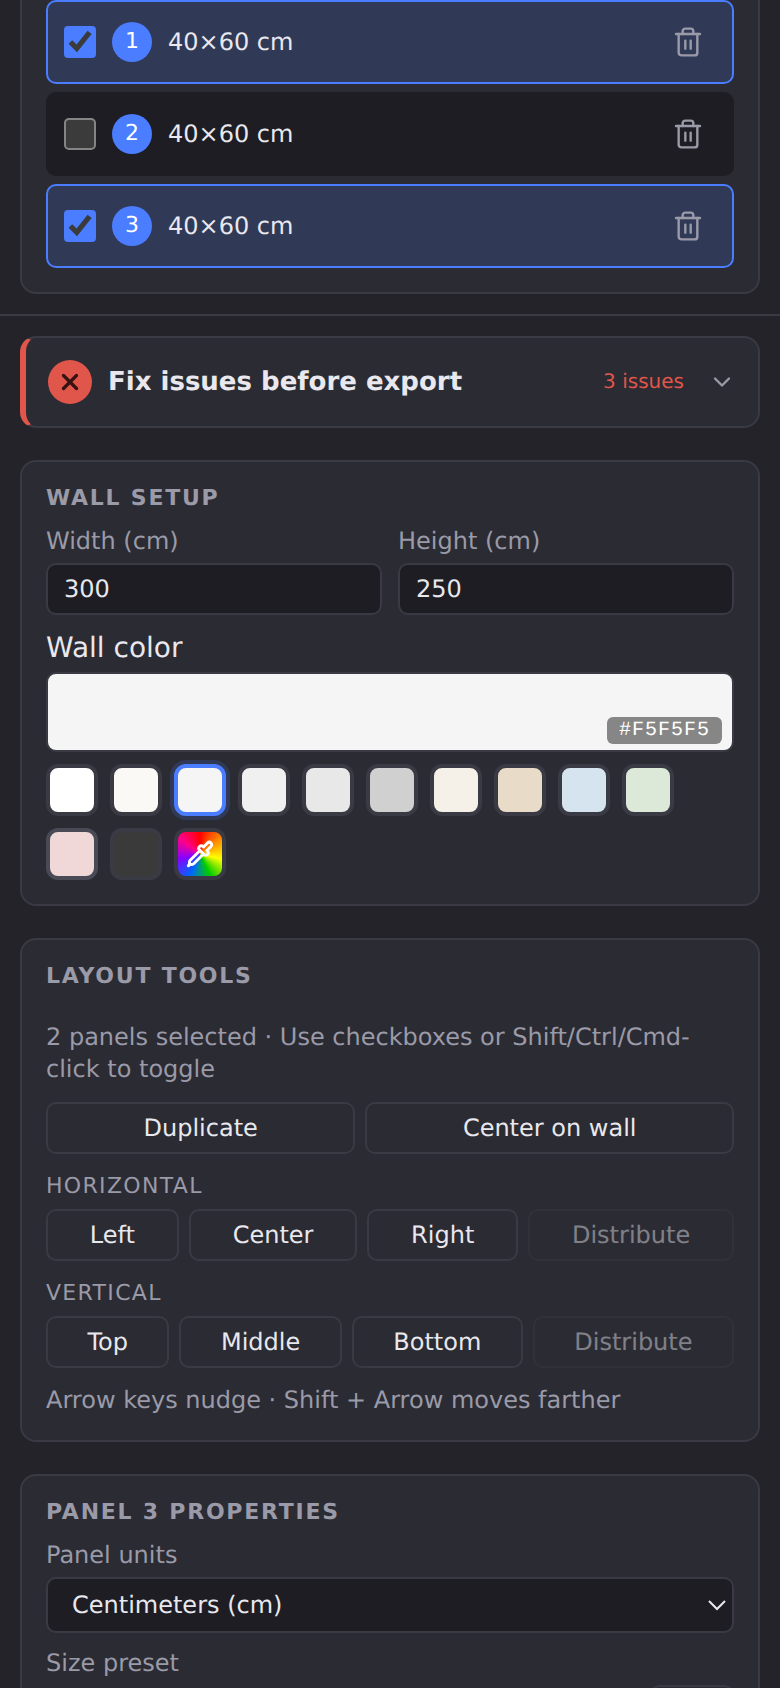 1 40×60 cm
2 40×60 cm
3 40×60 cm
Fix issues before export 3 issues
WALL SETUP
Width (cm) Height (cm)
300 250
Wall color
#F5F5F5
LAYOUT TOOLS
2 panels selected · Use checkboxes or Shift/Ctrl/Cmd-
click to toggle
Duplicate Center on wall
HORIZONTAL
Left Center Right Distribute
VERTICAL
Top Middle Bottom Distribute
Arrow keys nudge · Shift + Arrow moves farther
PANEL 3 PROPERTIES
Panel units
Centimeters (cm)
Size preset